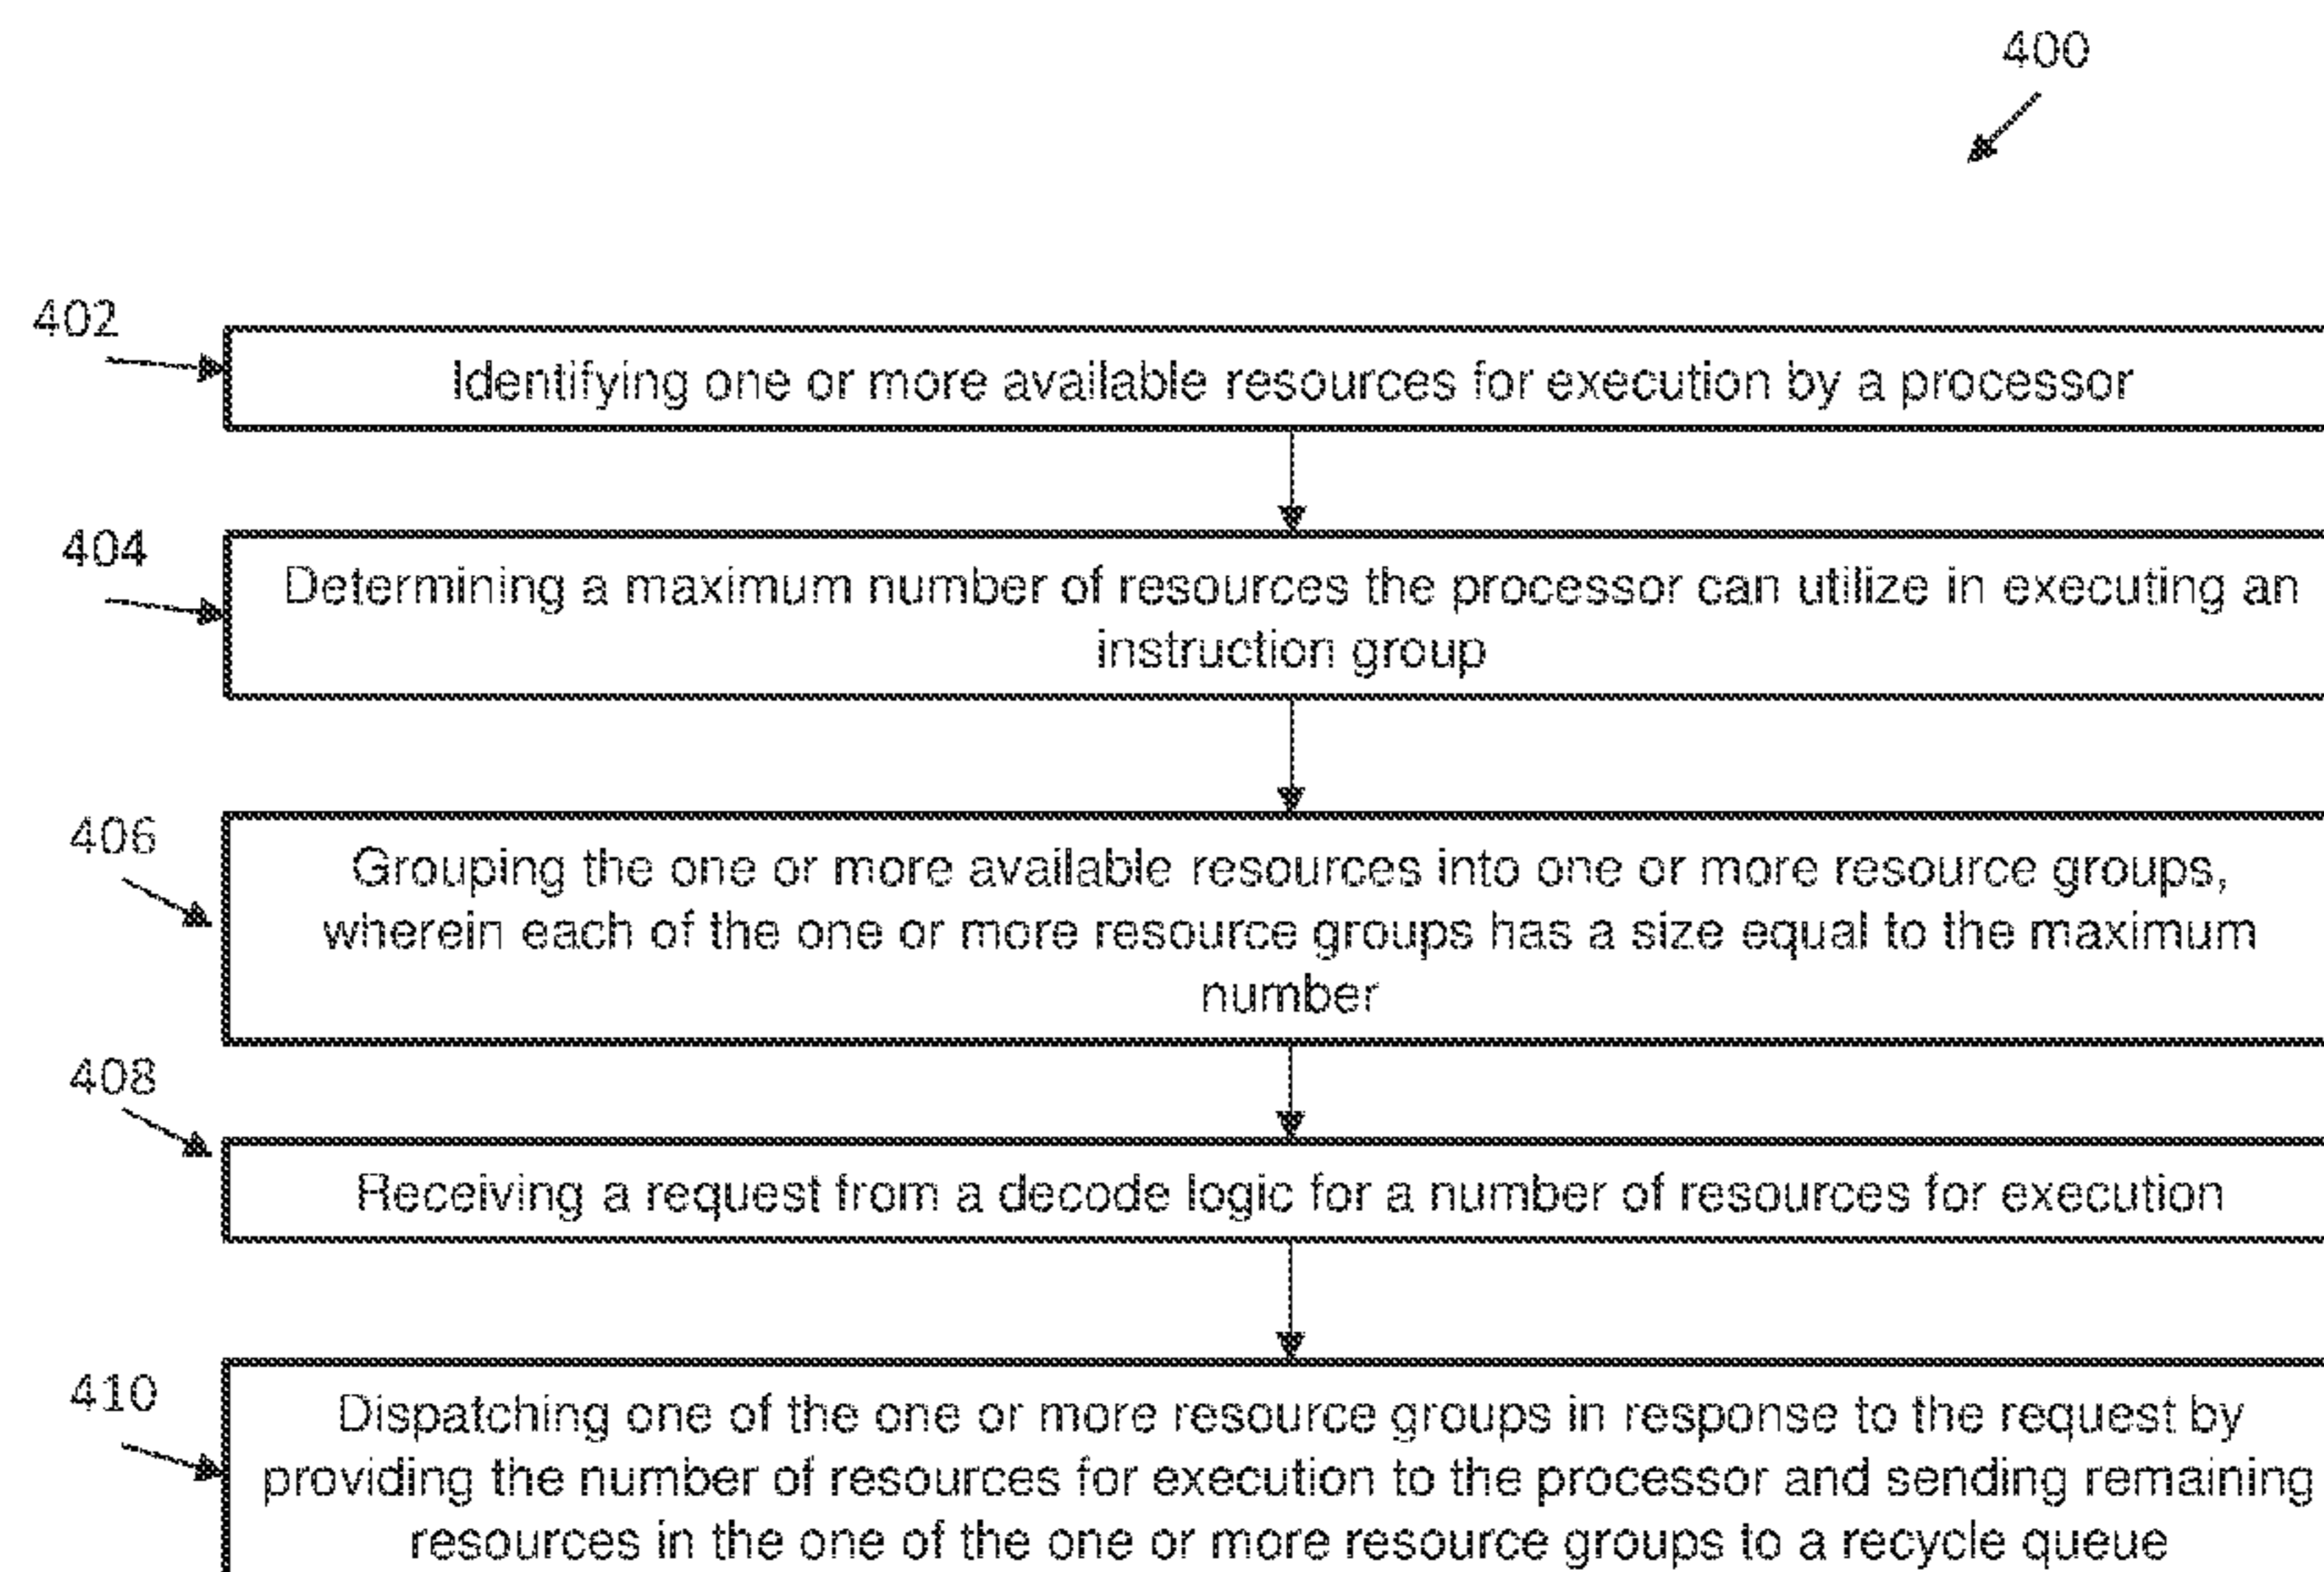 400
402
Identifying one or more available resources for execution by a processor
404
Determining a maximum number of resources the processor can utilize in executing an
instruction group
406
Grouping the one or more available resources into one or more resource groups,
wherein each of the one or more resource groups has a size equal to the maximum
number
408
Receiving a request from a decode logic for a number of resources for execution
410
Dispatching one of the one or more resource groups in response to the request by
providing the number of resources for execution to the processor and sending remaining
resources in the one of the one or more resource groups to a recycle queue